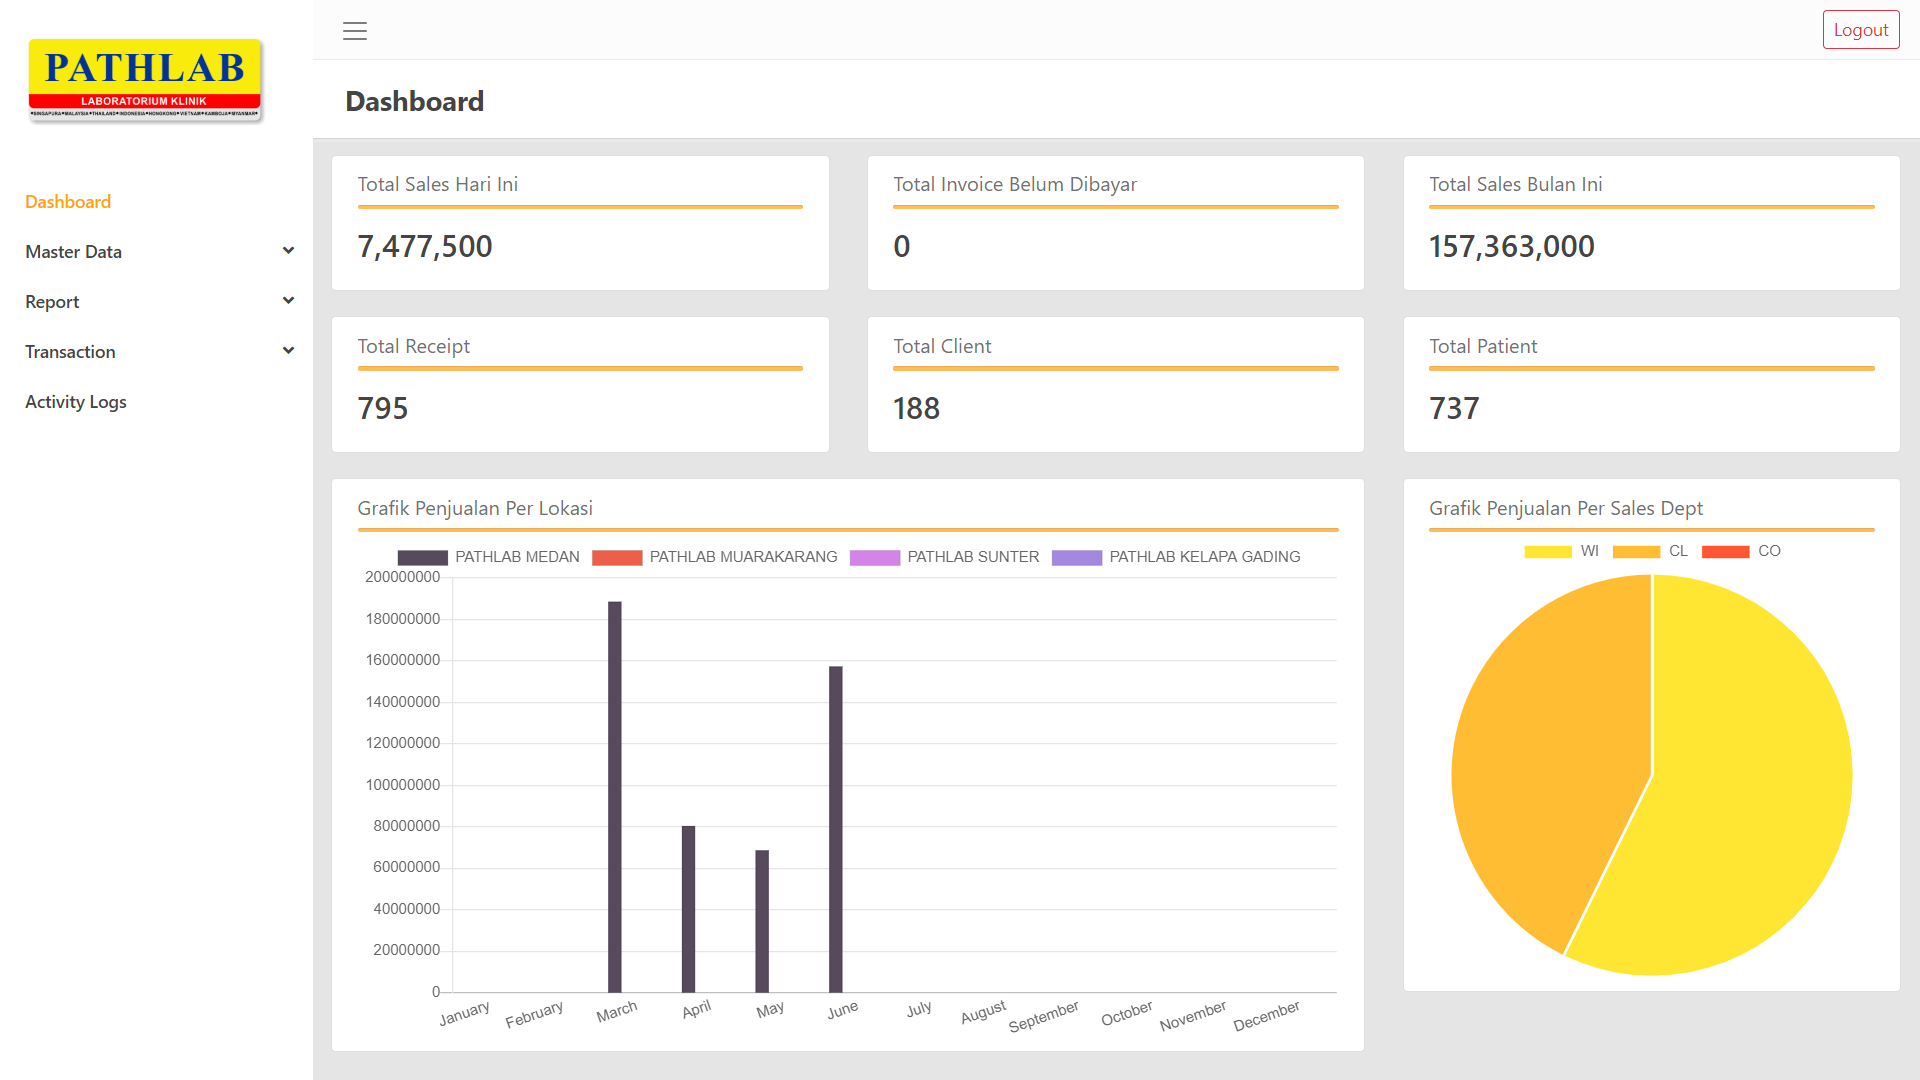 PATHLAB
LABORATORIUM KLINIK
•SINGAPURA•MALAYSIA•THAILAND•INDONESIA•HONGKONG•VIETNAM•KAMBOJA•MYANMAR•
Logout
Dashboard
Dashboard
Master Data
Report
Transaction
Activity Logs
Total Sales Hari Ini
7,477,500
Total Invoice Belum Dibayar
0
Total Sales Bulan Ini
157,363,000
Total Receipt
795
Total Client
188
Total Patient
737
Grafik Penjualan Per Lokasi
PATHLAB MEDAN PATHLAB MUARAKARANG PATHLAB SUNTER PATHLAB KELAPA GADING
200000000
180000000
160000000
140000000
120000000
100000000
80000000
60000000
40000000
20000000
0
January February March April May June July August September October November December
Grafik Penjualan Per Sales Dept
WI CL CO